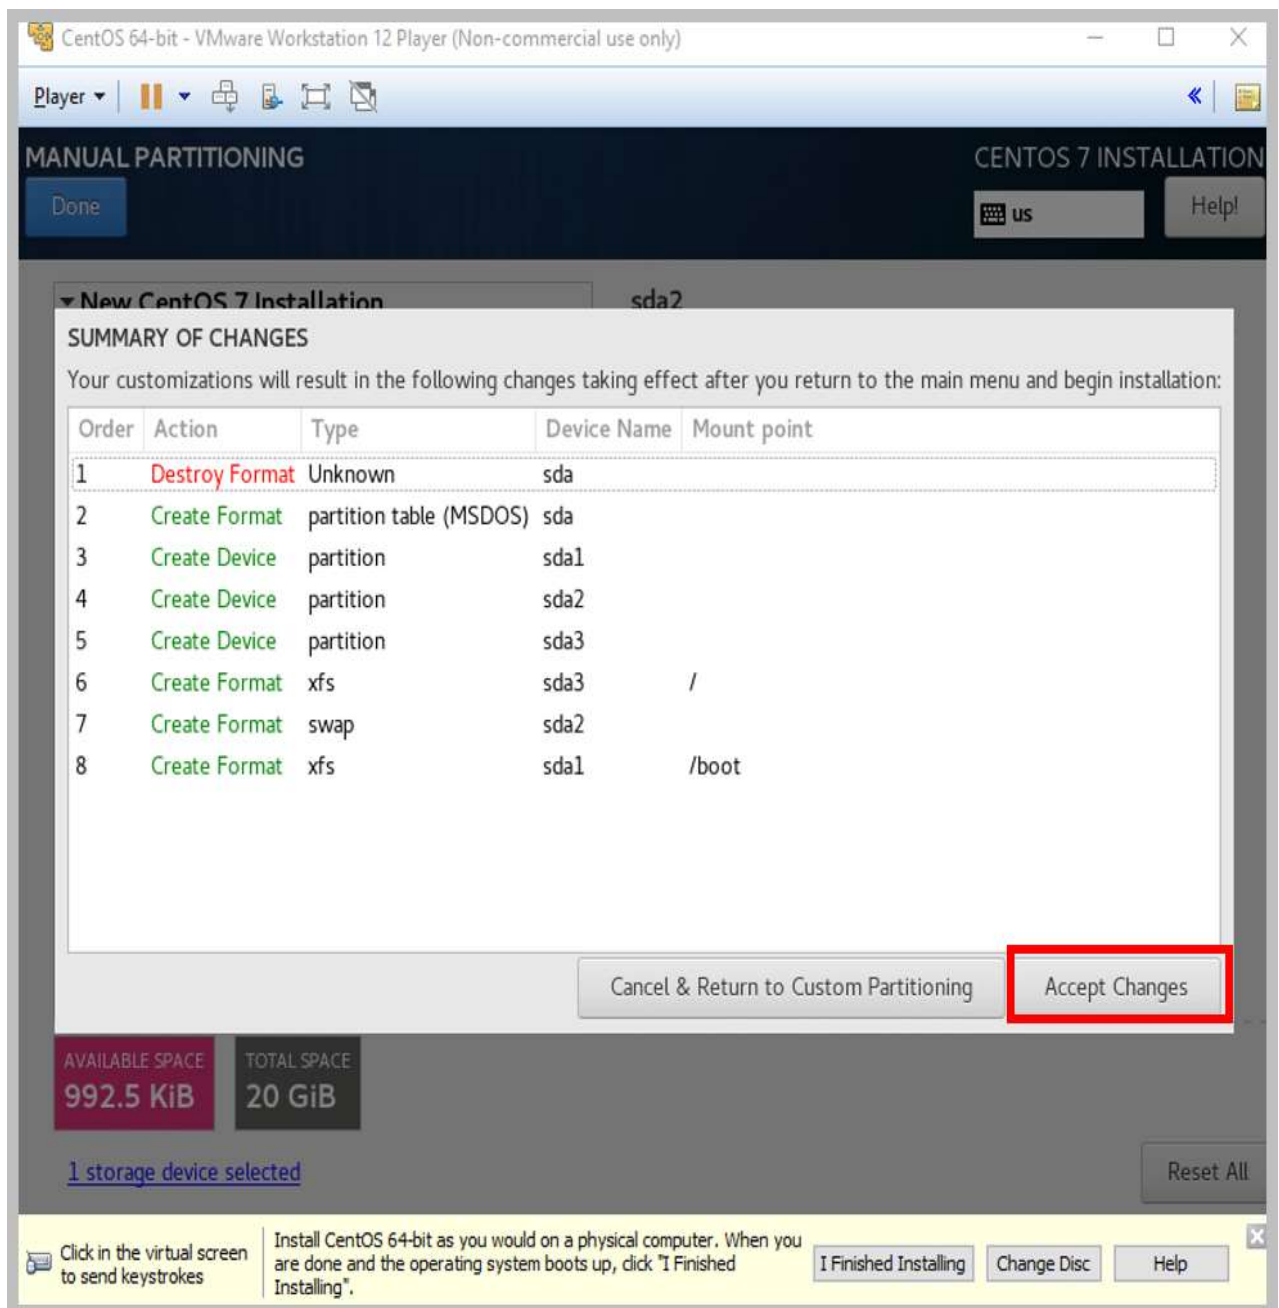 CentOS 64-bit - VMware Workstation 12 Player (Non-commercial use only)
Player
MANUAL PARTITIONING
CENTOS 7 INSTALLATION
Done
us
Help!
New CentOS 7 Installation
sda2
SUMMARY OF CHANGES
Your customizations will result in the following changes taking effect after you return to the main menu and begin installation:
Order Action Type Device Name Mount point
1 Destroy Format Unknown sda
2 Create Format partition table (MSDOS) sda
3 Create Device partition sda1
4 Create Device partition sda2
5 Create Device partition sda3
6 Create Format xfs sda3 /
7 Create Format swap sda2
8 Create Format xfs sda1 /boot
Cancel & Return to Custom Partitioning
Accept Changes
AVAILABLE SPACE
992.5 KiB
TOTAL SPACE
20 GiB
1 storage device selected
Reset All
Click in the virtual screen
to send keystrokes
Install CentOS 64-bit as you would on a physical computer. When you
are done and the operating system boots up, click "I Finished
Installing".
I Finished Installing
Change Disc
Help